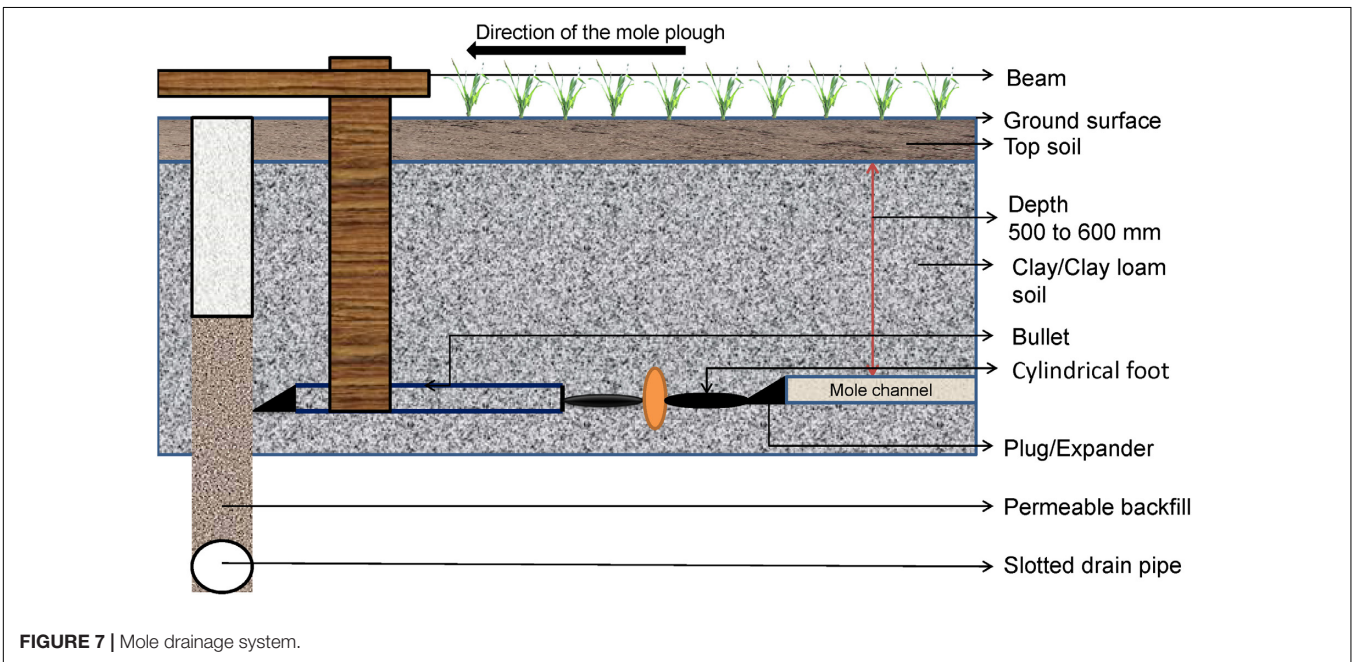 Direction of the mole plough
Beam
Ground surface
Top soil
Depth
500 to 600 mm
Clay/Clay loam
soil
Bullet
Cylindrical foot
Mole channel
Plug/Expander
Permeable backfill
Slotted drain pipe
FIGURE 7 | Mole drainage system.